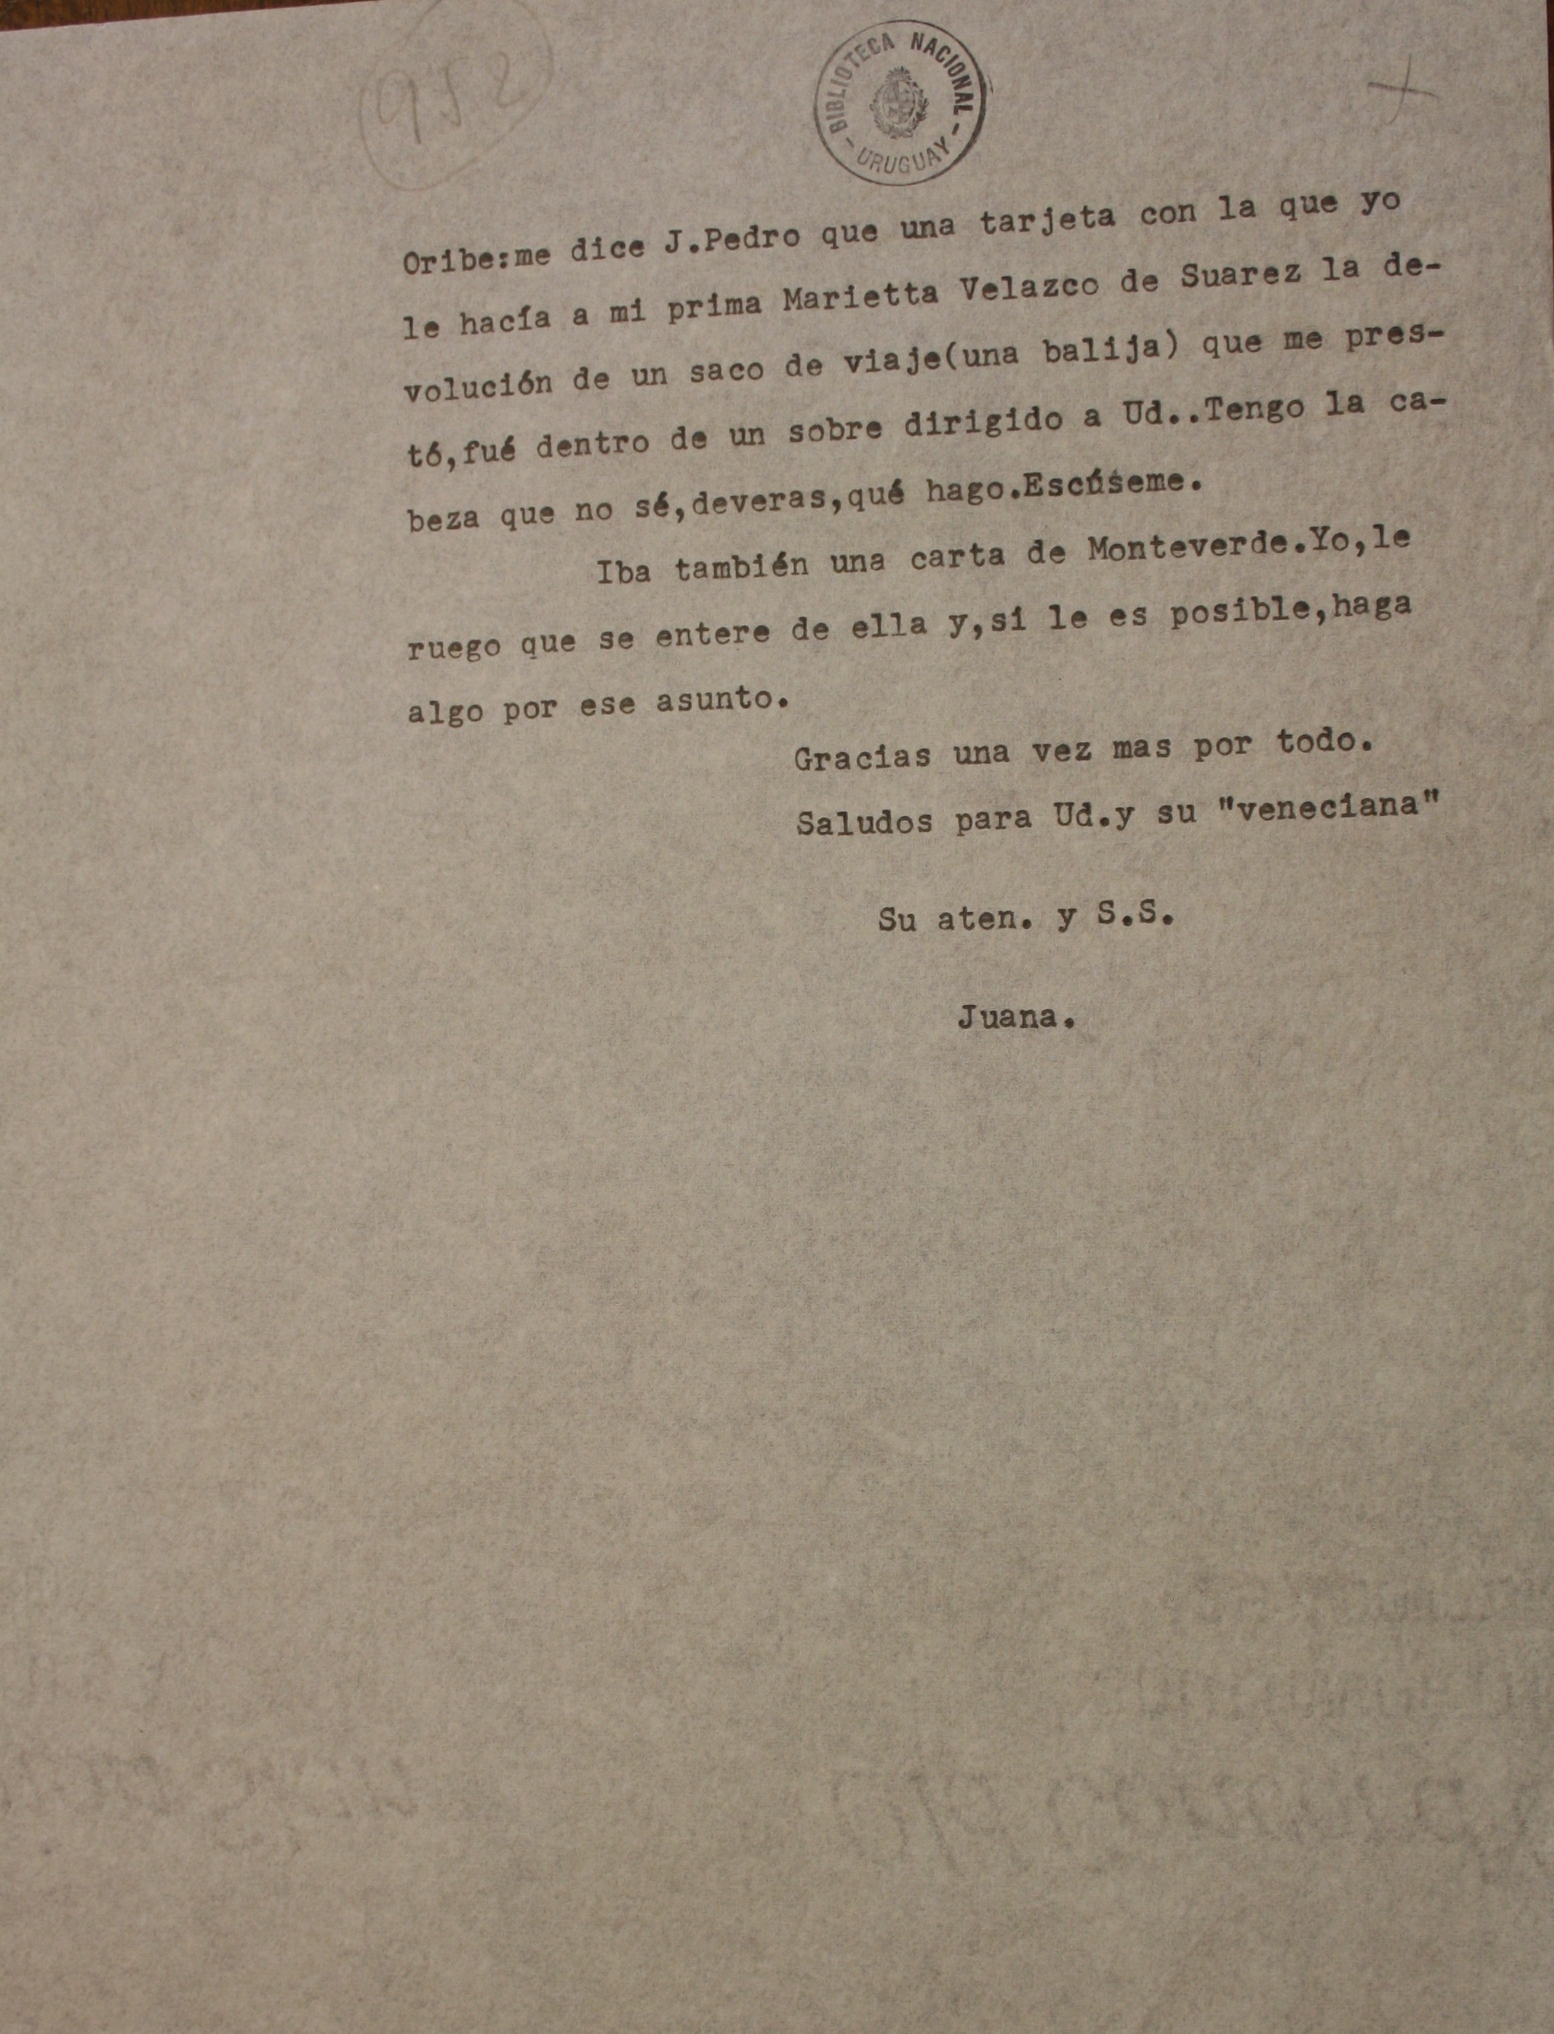 952
BIBLIOTECA NACIONAL
- URUGUAY -
Oribe:me dice J.Pedro que una tarjeta con la que yo
le hacía a mi prima Marietta Velazco de Suarez la de-
volución de un saco de viaje(una balija) que me pres-
tó,fué dentro de un sobre dirigido a Ud..Tengo la ca-
beza que no sé,deveras,qué hago.Escúseme.
Iba también una carta de Monteverde.Yo,le
ruego que se entere de ella y,si le es posible,haga
algo por ese asunto.
Gracias una vez mas por todo.
Saludos para Ud.y su "veneciana"
Su aten. y S.S.
Juana.